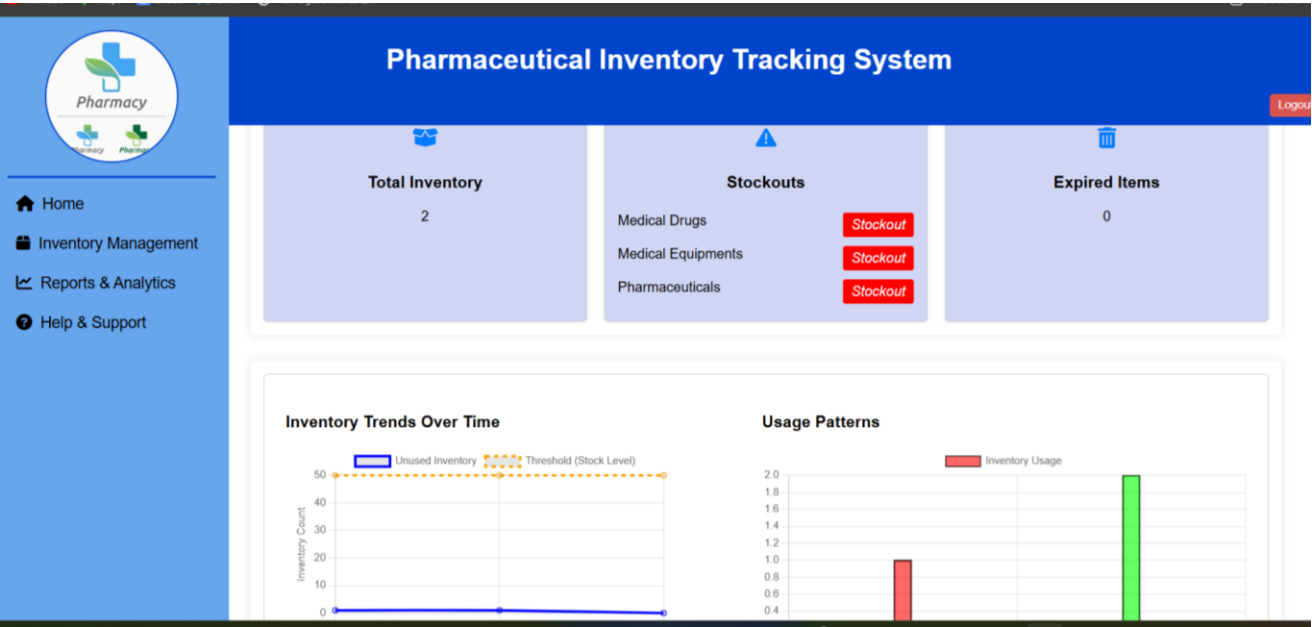 Pharmaceutical Inventory Tracking System
Logout
Pharmacy
Pharmacy
Home
Inventory Management
Reports & Analytics
Help & Support
Total Inventory
2
Stockouts
Medical Drugs Stockout
Medical Equipments Stockout
Pharmaceuticals Stockout
Expired Items
0
Inventory Trends Over Time
Unused Inventory Threshold (Stock Level)
Inventory Count
50
40
30
20
10
0
Usage Patterns
Inventory Usage
2.0
1.8
1.6
1.4
1.2
1.0
0.8
0.6
0.4